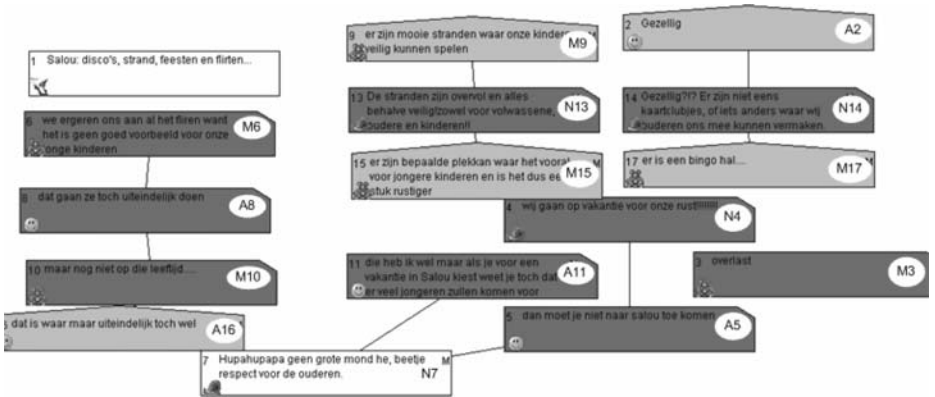 1 Salou: disco's, strand, feesten en flirten...
6 we ergeren ons aan al het fliren want
het is geen goed voorbeeld voor onze
jonge kinderen
M6
8 dat gaan ze toch uiteindelijk doen
A8
10 maar nog niet op die leeftijd....
M10
dat is waar maar uiteindelijk toch wel
A16
7 Hupahupapa geen grote mond he, beetje M
respect voor de ouderen.
N7
9 er zijn mooie stranden waar onze kinderen M
veilig kunnen spelen
M9
13 De stranden zijn overvol en alles
behalve veilig!zowel voor volwassene,
oudere en kinderen!!
N13
15 er zijn bepaalde plekkan waar het vooral M
voor jongere kinderen en is het dus een
stuk rustiger
M15
4 wij gaan op vakantie voor onze rust!!!!!!!!!
N4
11 die heb ik wel maar als je voor een
vakantie in Salou kiest weet je toch dat
er veel jongeren zullen komen voor
A11
5 dan moet je niet naar salou toe komen
A5
2 Gezellig
A2
14 Gezellig?!? Er zijn niet eens
kaartclubjes, of iets anders waar wij
ouderen ons mee kunnen vermaken
N14
17 er is een bingo hal.... M
M17
3 overlast
M3